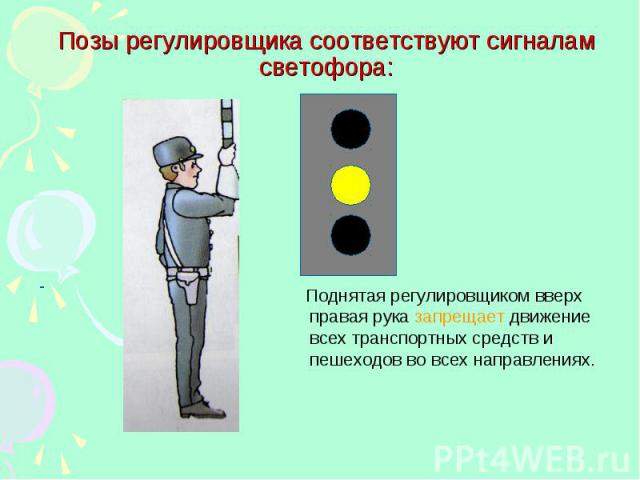 Позы регулировщика соответствуют сигналам
светофора:
-
Поднятая регулировщиком вверх
правая рука запрещает движение
всех транспортных средств и
пешеходов во всех направлениях.
PPt4WEB.ru